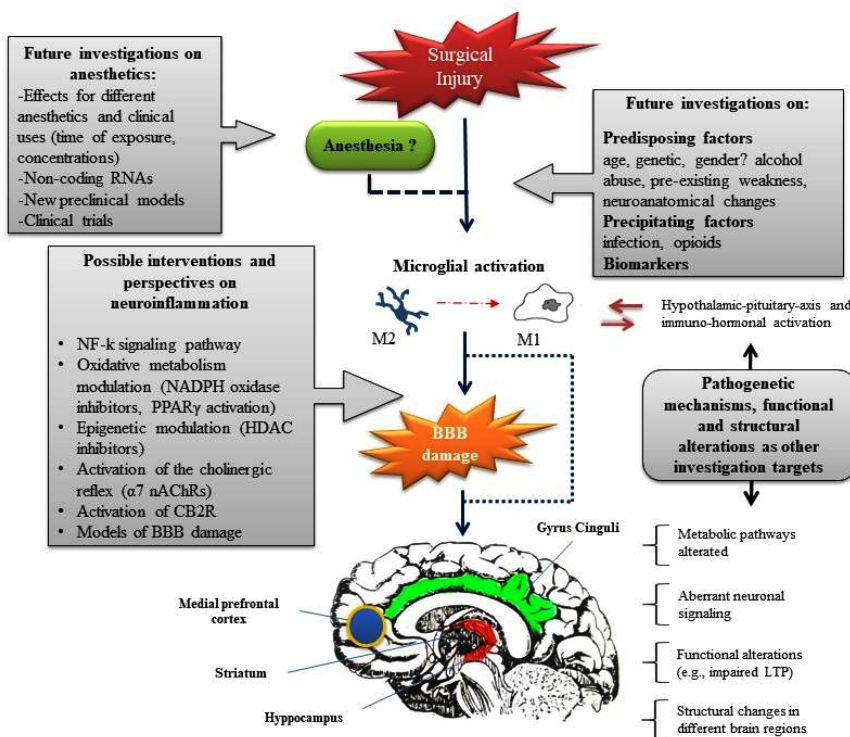 Surgical
Injury
Future investigations on
anesthetics:
-Effects for different
anesthetics and clinical
uses (time of exposure,
concentrations)
-Non-coding RNAs
-New preclinical models
-Clinical trials
Anesthesia ?
Future investigations on:
Predisposing factors
age, genetic, gender? alcohol
abuse, pre-existing weakness,
neuroanatomical changes
Precipitating factors
infection, opioids
Biomarkers
Possible interventions and
perspectives on
neuroinflammation
• NF-k signaling pathway
• Oxidative metabolism
modulation (NADPH oxidase
inhibitors, PPARγ activation)
• Epigenetic modulation (HDAC
inhibitors)
• Activation of the cholinergic
reflex (α7 nAChRs)
• Activation of CB2R
• Models of BBB damage
Microglial activation
M2
M1
Hypothalamic-pituitary-axis and
immuno-hormonal activation
BBB
damage
Pathogenetic
mechanisms, functional
and structural
alterations as other
investigation targets
Gyrus Cinguli
Medial prefrontal
cortex
Striatum
Hyppocampus
Metabolic pathways
altered
Aberrant neuronal
signaling
Functional alterations
(e.g., impaired LTP)
Structural changes in
different brain regions